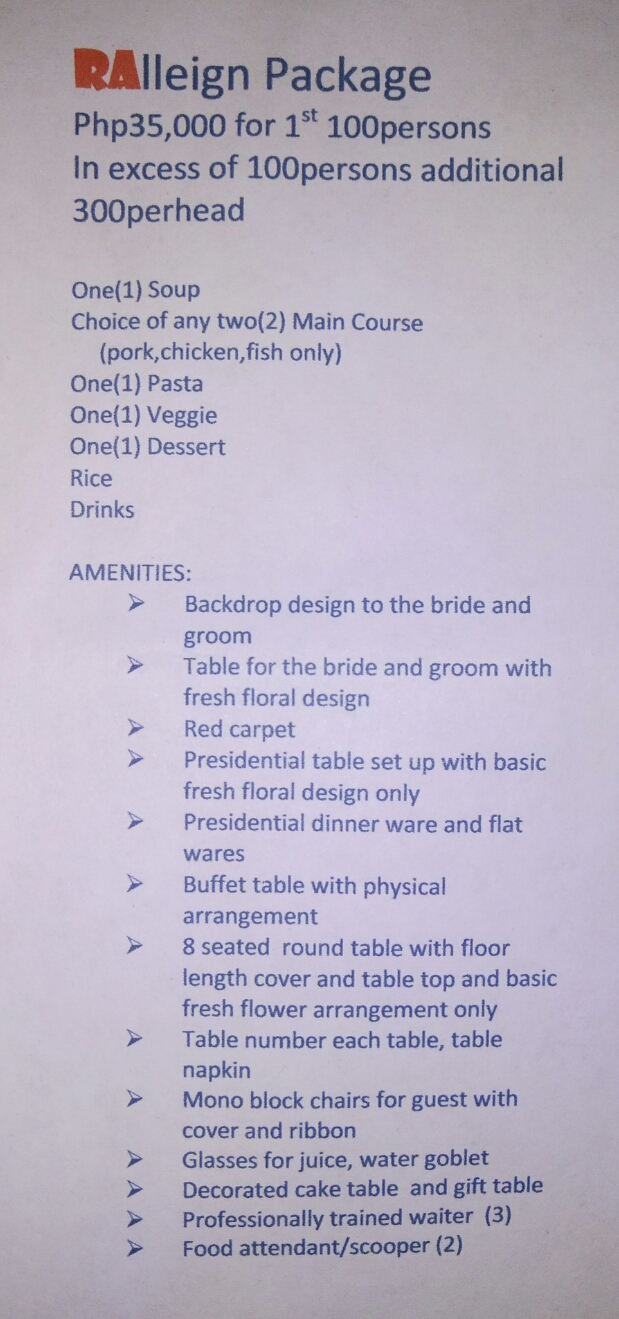 RAlleign Package
Php35,000 for 1st 100persons
In excess of 100persons additional
300perhead
One(1) Soup
Choice of any two(2) Main Course
(pork,chicken,fish only)
One(1) Pasta
One(1) Veggie
One(1) Dessert
Rice
Drinks
AMENITIES:
➢ Backdrop design to the bride and
groom
➢ Table for the bride and groom with
fresh floral design
➢ Red carpet
➢ Presidential table set up with basic
fresh floral design only
➢ Presidential dinner ware and flat
wares
➢ Buffet table with physical
arrangement
➢ 8 seated  round table with floor
length cover and table top and basic
fresh flower arrangement only
➢ Table number each table, table
napkin
➢ Mono block chairs for guest with
cover and ribbon
➢ Glasses for juice, water goblet
➢ Decorated cake table  and gift table
➢ Professionally trained waiter  (3)
➢ Food attendant/scooper (2)